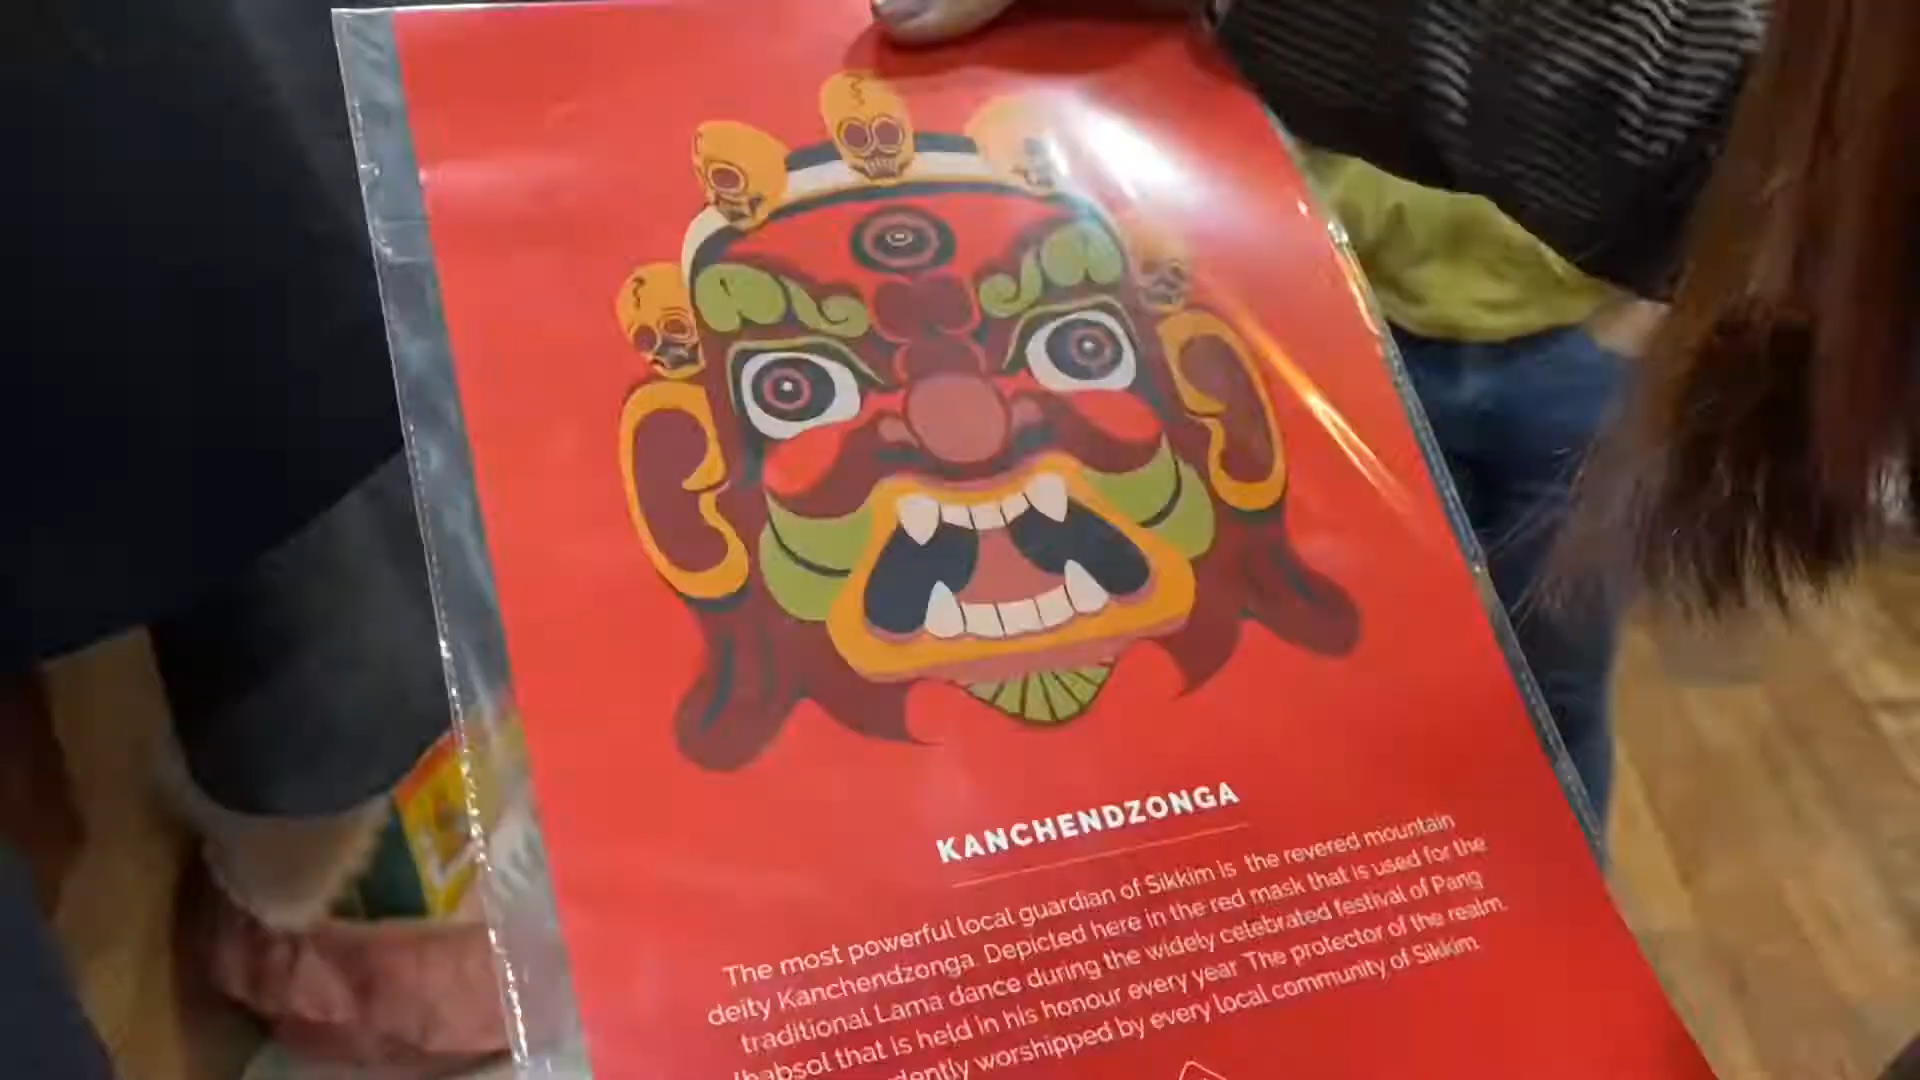 KANCHENDZONGA
The most powerful local guardian of Sikkim is the revered mountain
deity Kanchendzonga. Depicted here in the red mask that is used for the
traditional Lama dance during the widely celebrated festival of Pang
lhabsol that is held in his honour every year. The protector of the realm,
worshipped by every local community of Sikkim.